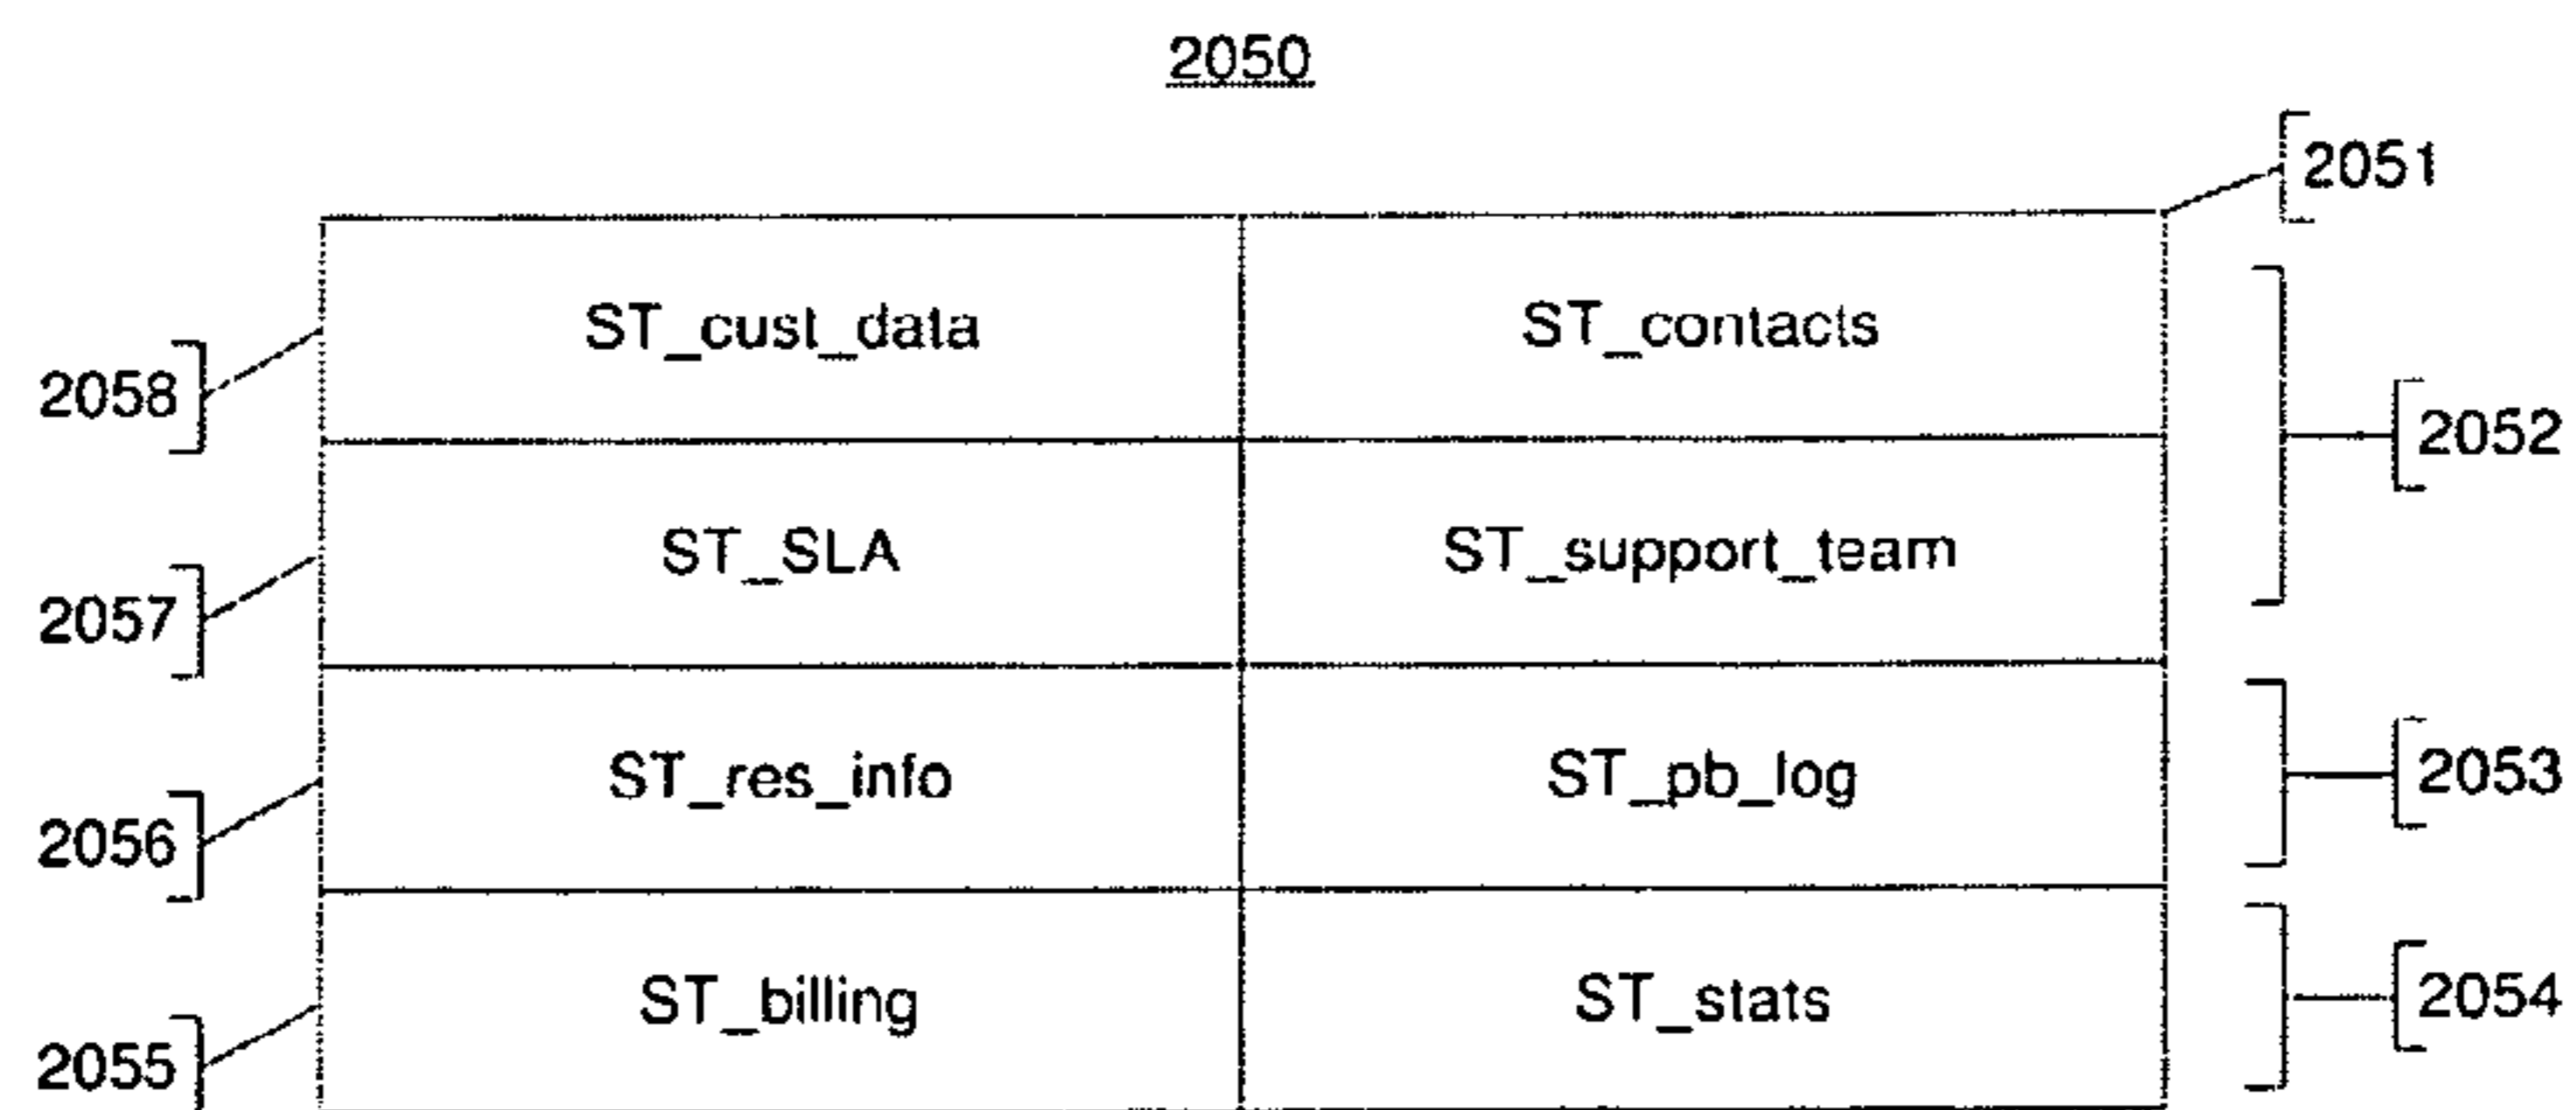 2050
2051
ST_cust_data ST_contacts
2058
2052
ST_SLA ST_support_team
2057
ST_res_info ST_pb_log
2053
2056
ST_billing ST_stats
2054
2055